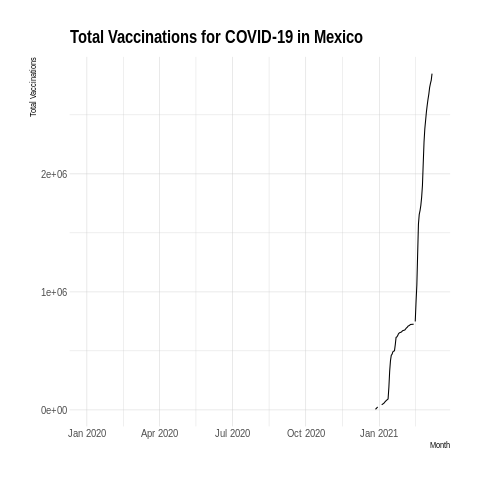 Total Vaccinations for COVID-19 in Mexico
Total Vaccinations
2e+06
1e+06
0e+00
Jan 2020 Apr 2020 Jul 2020 Oct 2020 Jan 2021
Month